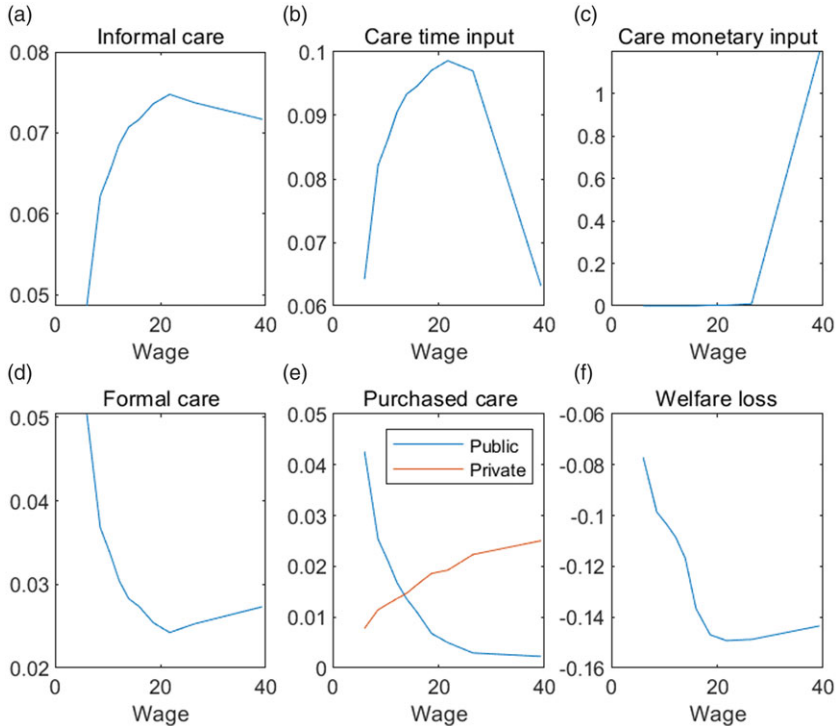 (a) (b) (c)
Informal care Care time input Care monetary input
0.08 0.1
0.09 1
0.07 0.8
0.08 0.6
0.06 0.4
0.07 0.2
0.05 0.06 0
0 20 40 0 20 40 0 20 40
Wage Wage Wage
(d) (e) (f)
Formal care Purchased care Welfare loss
0.05 0.05 -0.06
Public
0.04 -0.08
Private
0.04 0.03 -0.1
0.03 0.02 -0.12
0.01 -0.14
0.02 0 -0.16
0 20 40 0 20 40 0 20 40
Wage Wage Wage